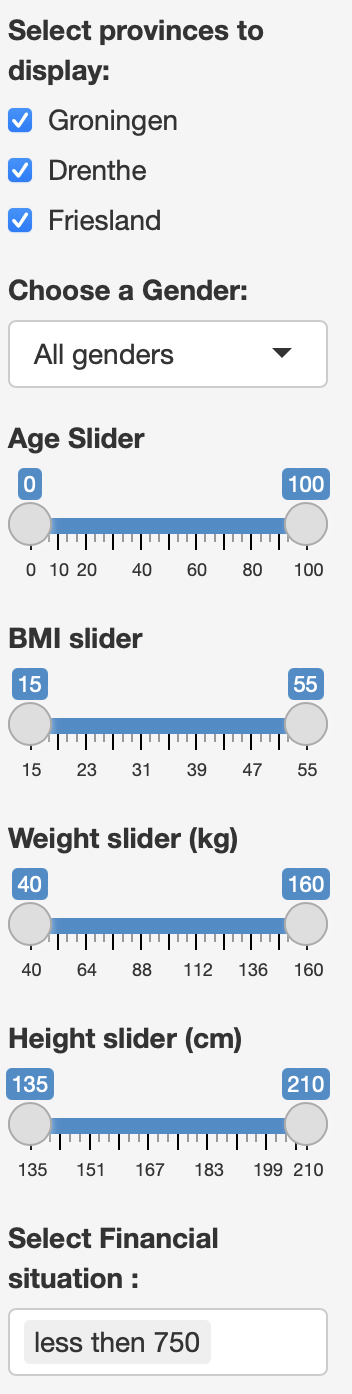 Select provinces to
display:
Groningen
Drenthe
Friesland
Choose a Gender:
All genders
Age Slider
0 100
0 10 20 40 60 80 100
BMI slider
15 55
15 23 31 39 47 55
Weight slider (kg)
40 160
40 64 88 112 136 160
Height slider (cm)
135 210
135 151 167 183 199 210
Select Financial
situation :
less then 750